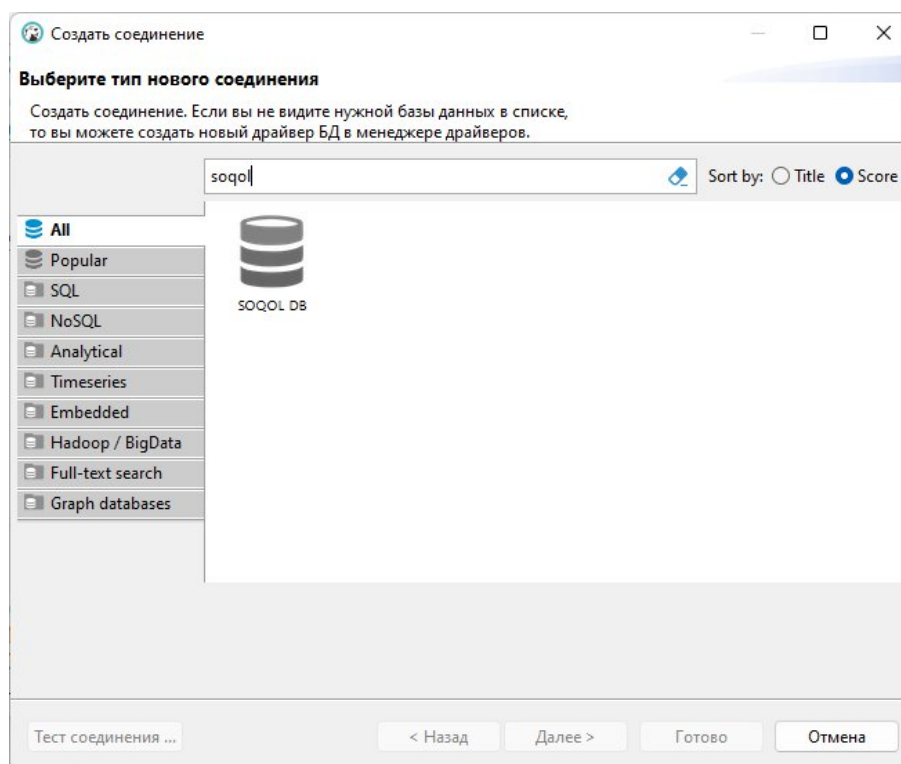 Создать соединение
Выберите тип нового соединения
Создать соединение. Если вы не видите нужной базы данных в списке,
то вы можете создать новый драйвер БД в менеджере драйверов.
soqol Sort by: Title Score
All
Popular
SQL
NoSQL
Analytical
Timeseries
Embedded
Hadoop / BigData
Full-text search
Graph databases
SOQOL DB
Тест соединения ... < Назад Далее > Готово Отмена